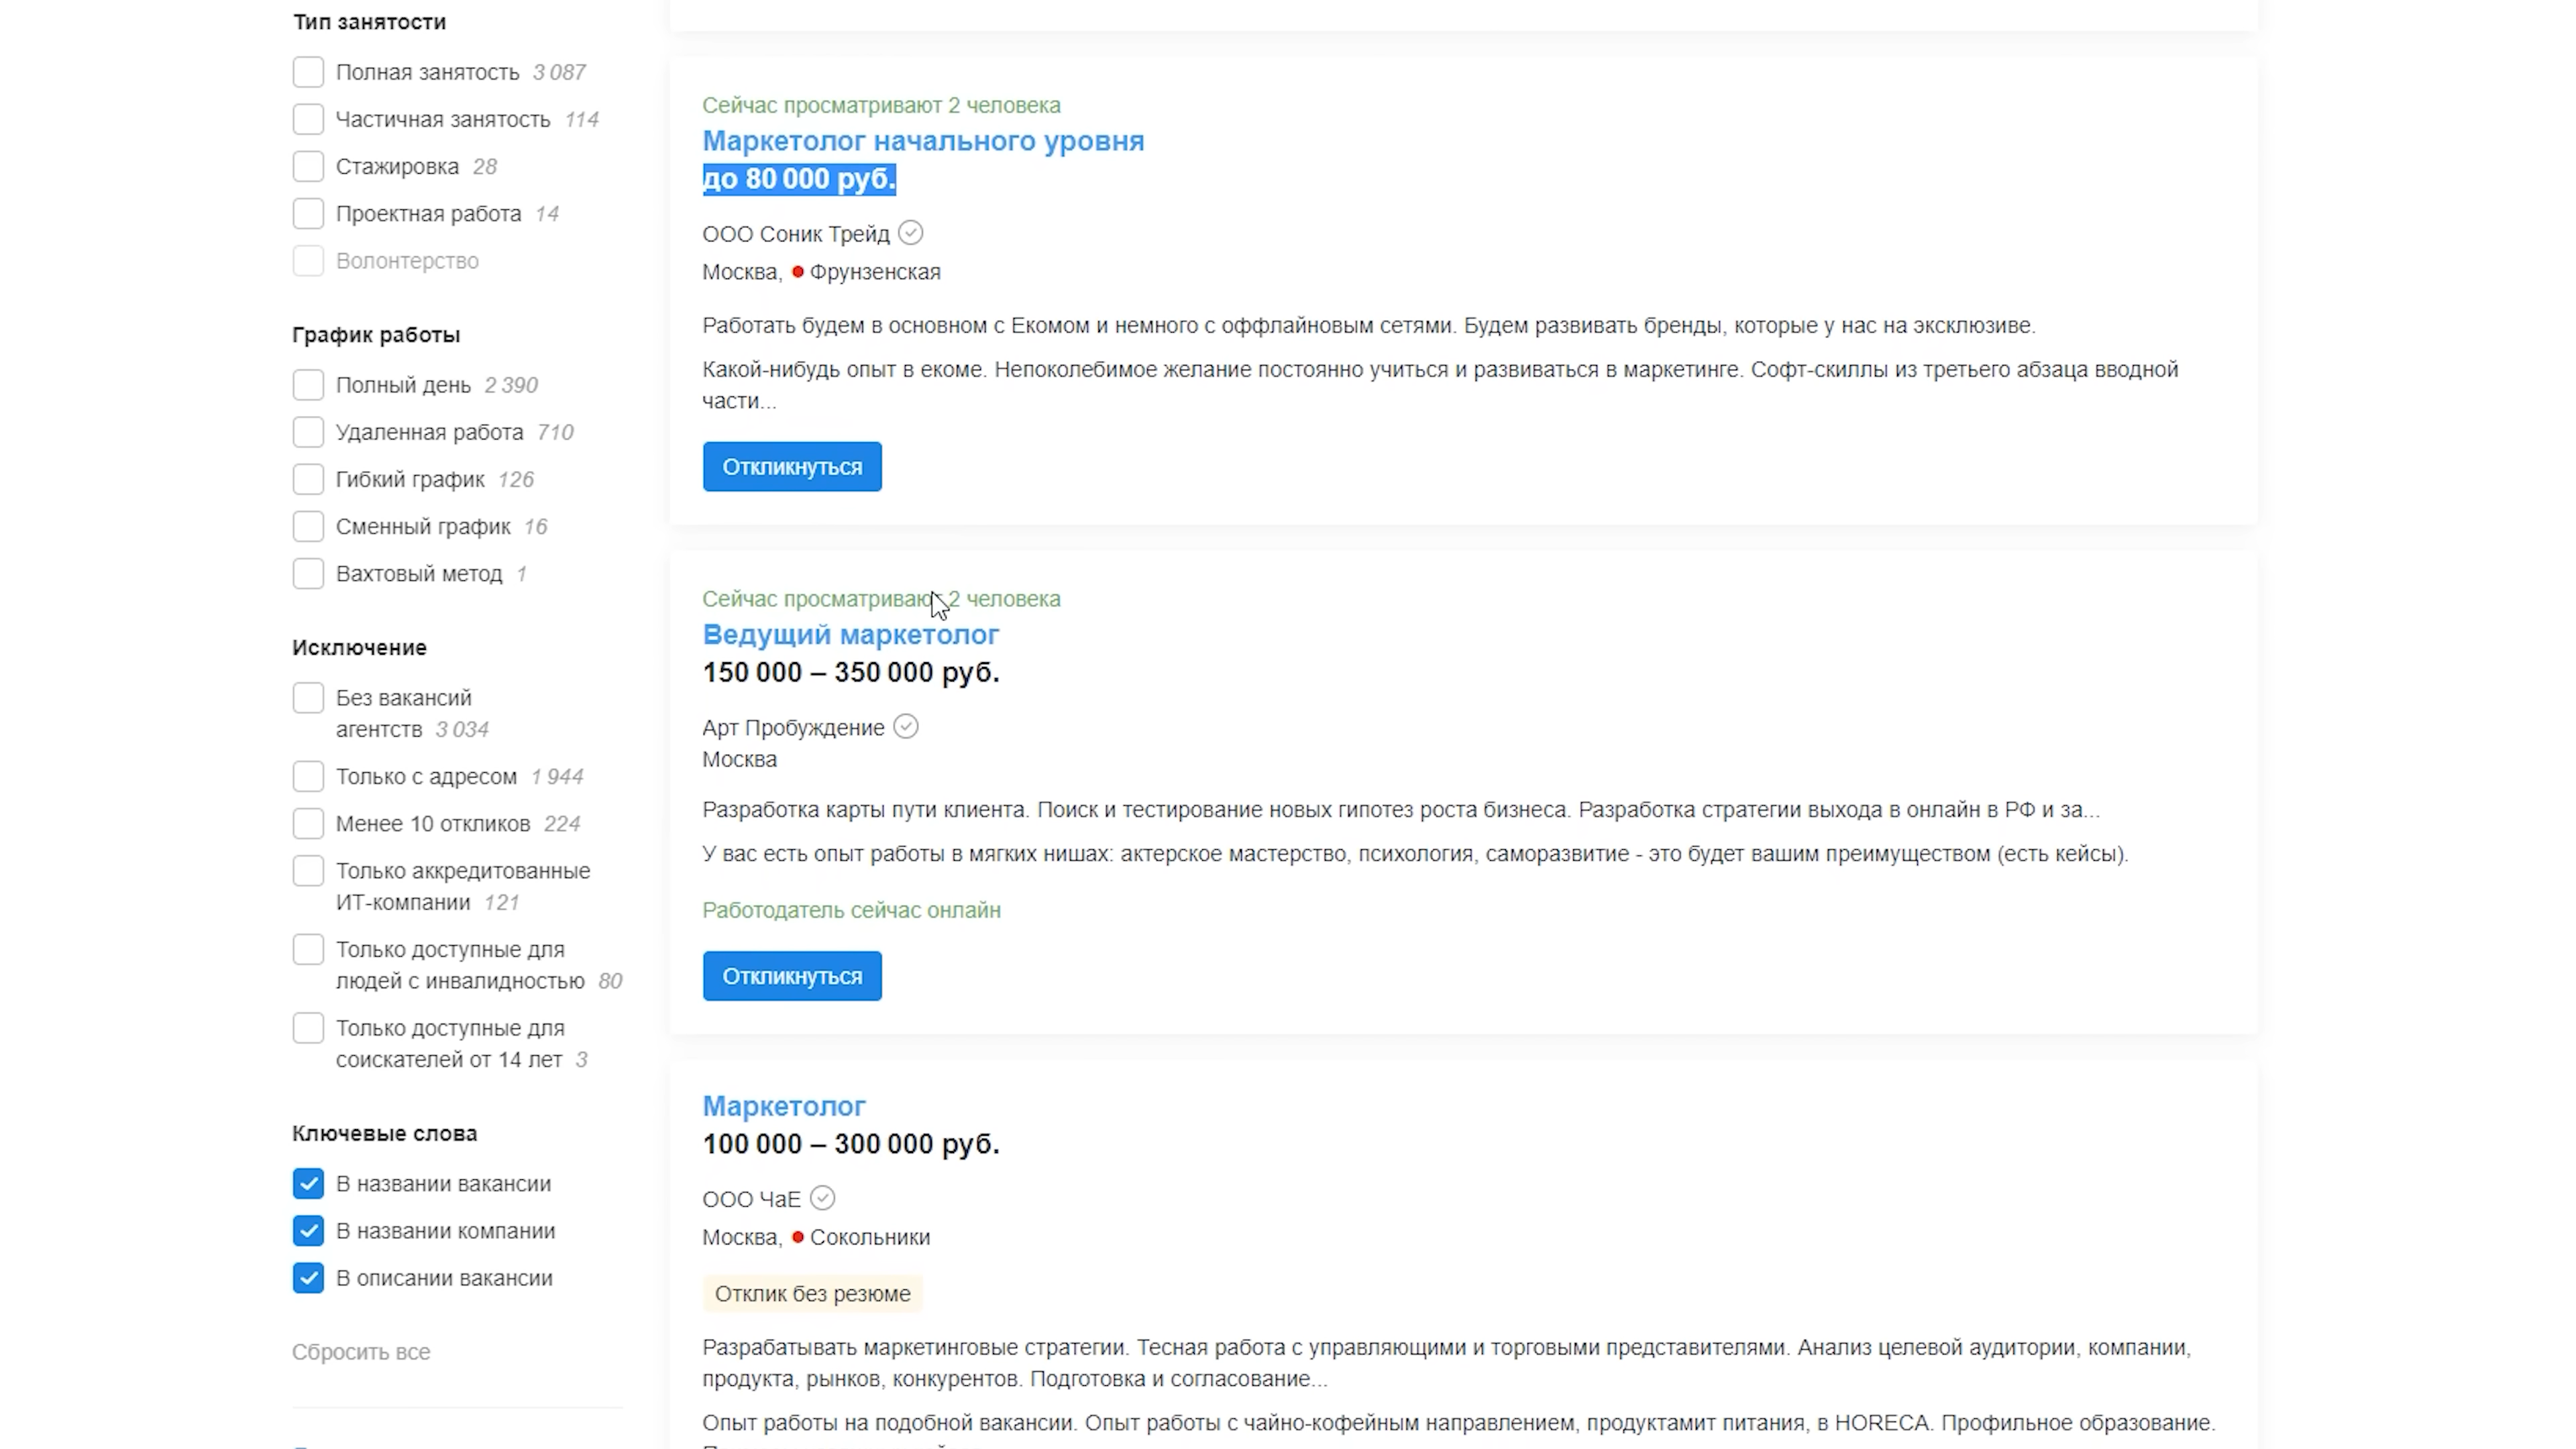 Тип занятости
Полная занятость 3 087
Частичная занятость 114
Стажировка 28
Проектная работа 14
Волонтерство
График работы
Полный день 2 390
Удаленная работа 710
Гибкий график 126
Сменный график 16
Вахтовый метод 1
Исключение
Без вакансий
агентств 3 034
Только с адресом 1 944
Менее 10 откликов 224
Только аккредитованные
ИТ-компании 121
Только доступные для
людей с инвалидностью 80
Только доступные для
соискателей от 14 лет 3
Ключевые слова
В названии вакансии
В названии компании
В описании вакансии
Сбросить все
Сейчас просматривают 2 человека
Маркетолог начального уровня
до 80 000 руб.
ООО Соник Трейд
Москва, Фрунзенская
Работать будем в основном с Екомом и немного с оффлайновым сетями. Будем развивать бренды, которые у нас на эксклюзиве.
Какой-нибудь опыт в екоме. Непоколебимое желание постоянно учиться и развиваться в маркетинге. Софт-скиллы из третьего абзаца вводной
части...
Откликнуться
Сейчас просматривают 2 человека
Ведущий маркетолог
150 000 – 350 000 руб.
Арт Пробуждение
Москва
Разработка карты пути клиента. Поиск и тестирование новых гипотез роста бизнеса. Разработка стратегии выхода в онлайн в РФ и за...
У вас есть опыт работы в мягких нишах: актерское мастерство, психология, саморазвитие - это будет вашим преимуществом (есть кейсы).
Работодатель сейчас онлайн
Откликнуться
Маркетолог
100 000 – 300 000 руб.
ООО ЧаЕ
Москва, Сокольники
Отклик без резюме
Разрабатывать маркетинговые стратегии. Тесная работа с управляющими и торговыми представителями. Анализ целевой аудитории, компании,
продукта, рынков, конкурентов. Подготовка и согласование...
Опыт работы на подобной вакансии. Опыт работы с чайно-кофейным направлением, продуктамит питания, в HORECA. Профильное образование.